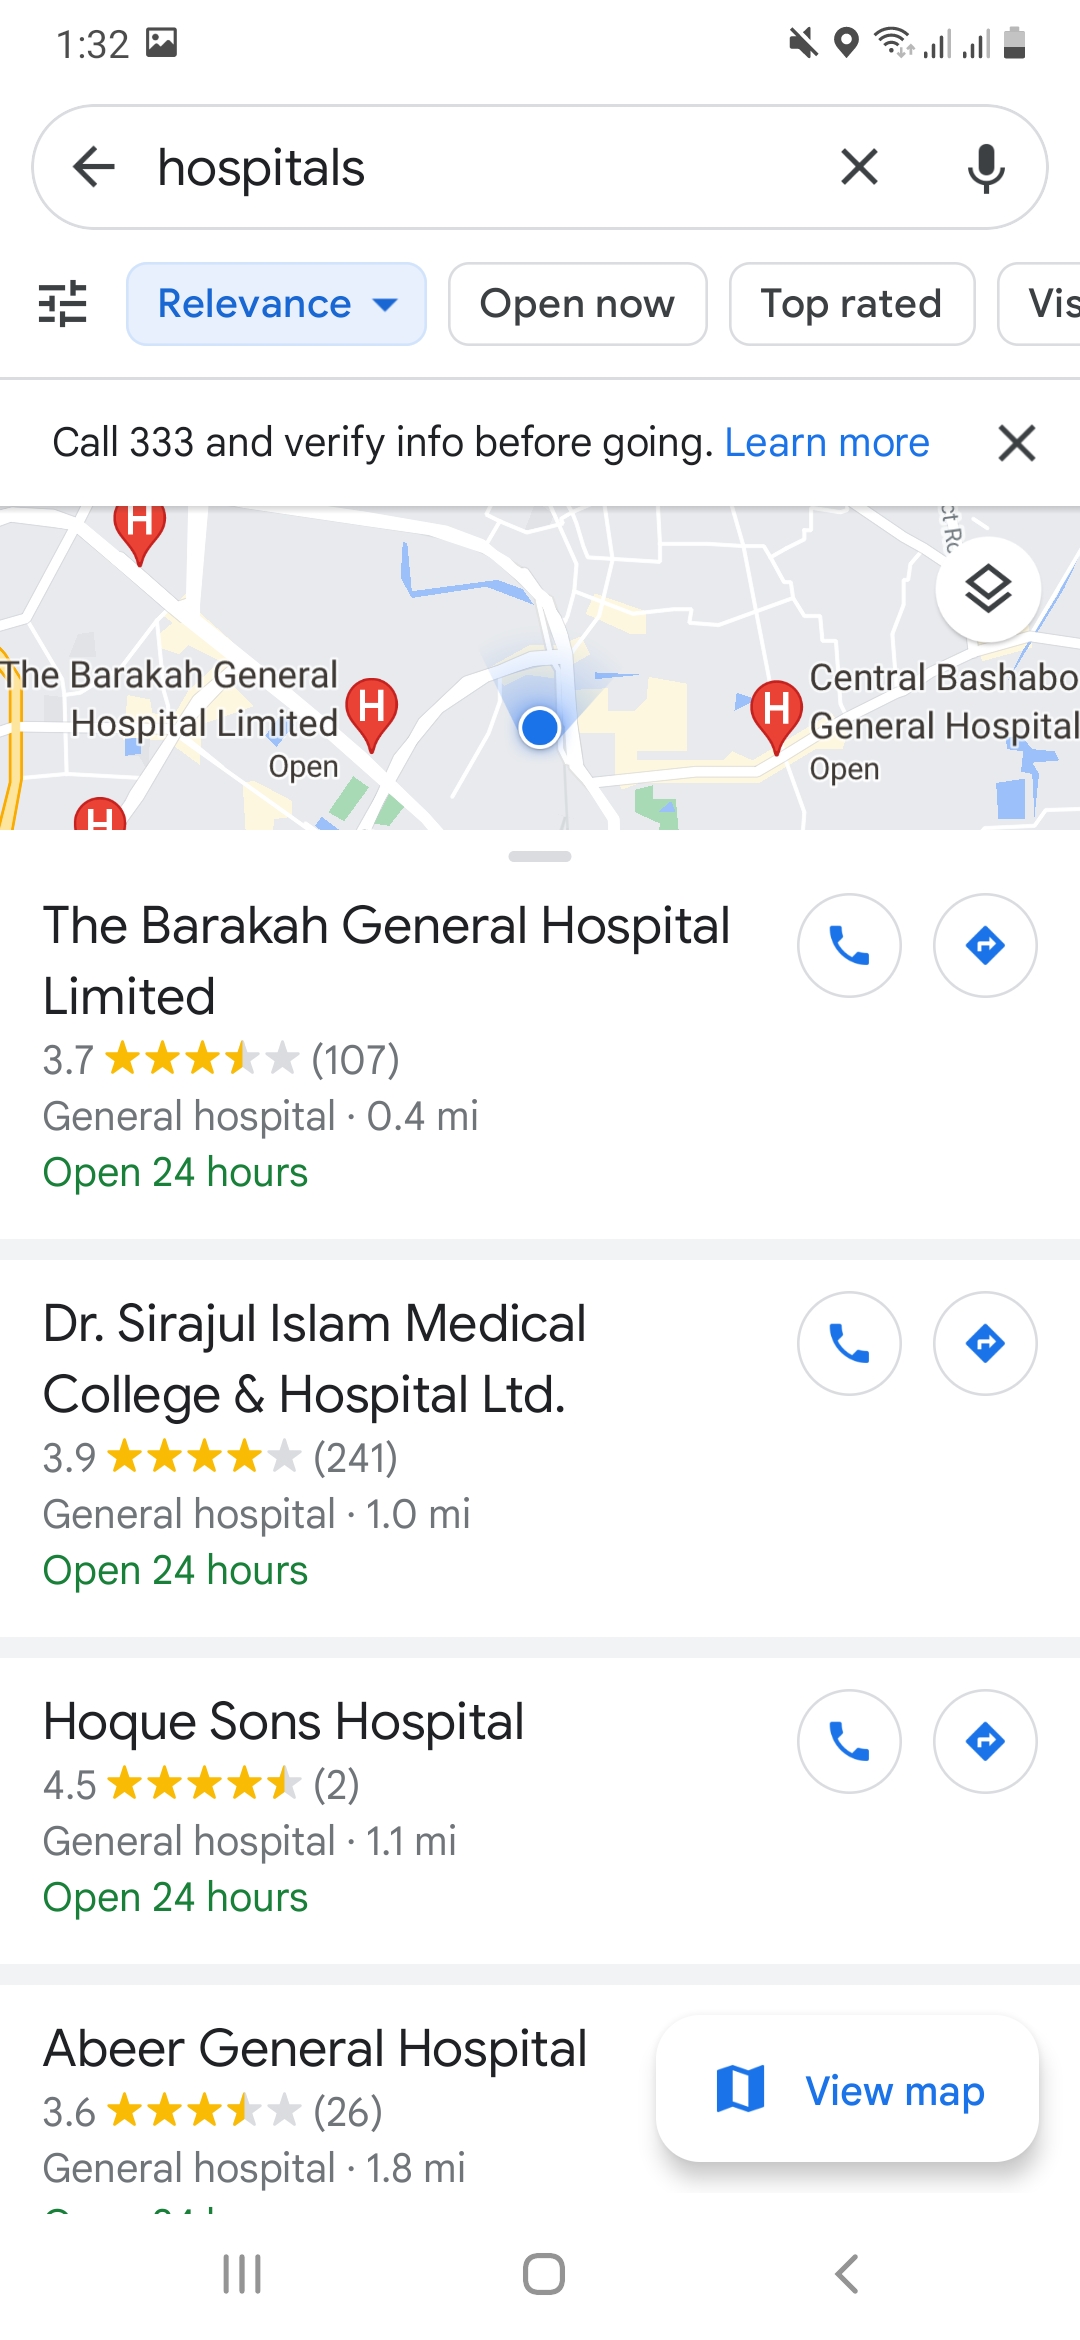 1:32
hospitals
Relevance
Open now
Top rated
Vis
Call 333 and verify info before going. Learn more
ct Rc
H
The Barakah General
Hospital Limited
Open
H
H
Central Bashabo
General Hospital
Open
H
The Barakah General Hospital
Limited
3.7 (107)
General hospital · 0.4 mi
Open 24 hours
Dr. Sirajul Islam Medical
College & Hospital Ltd.
3.9 (241)
General hospital · 1.0 mi
Open 24 hours
Hoque Sons Hospital
4.5 (2)
General hospital · 1.1 mi
Open 24 hours
Abeer General Hospital
3.6 (26)
General hospital · 1.8 mi
View map